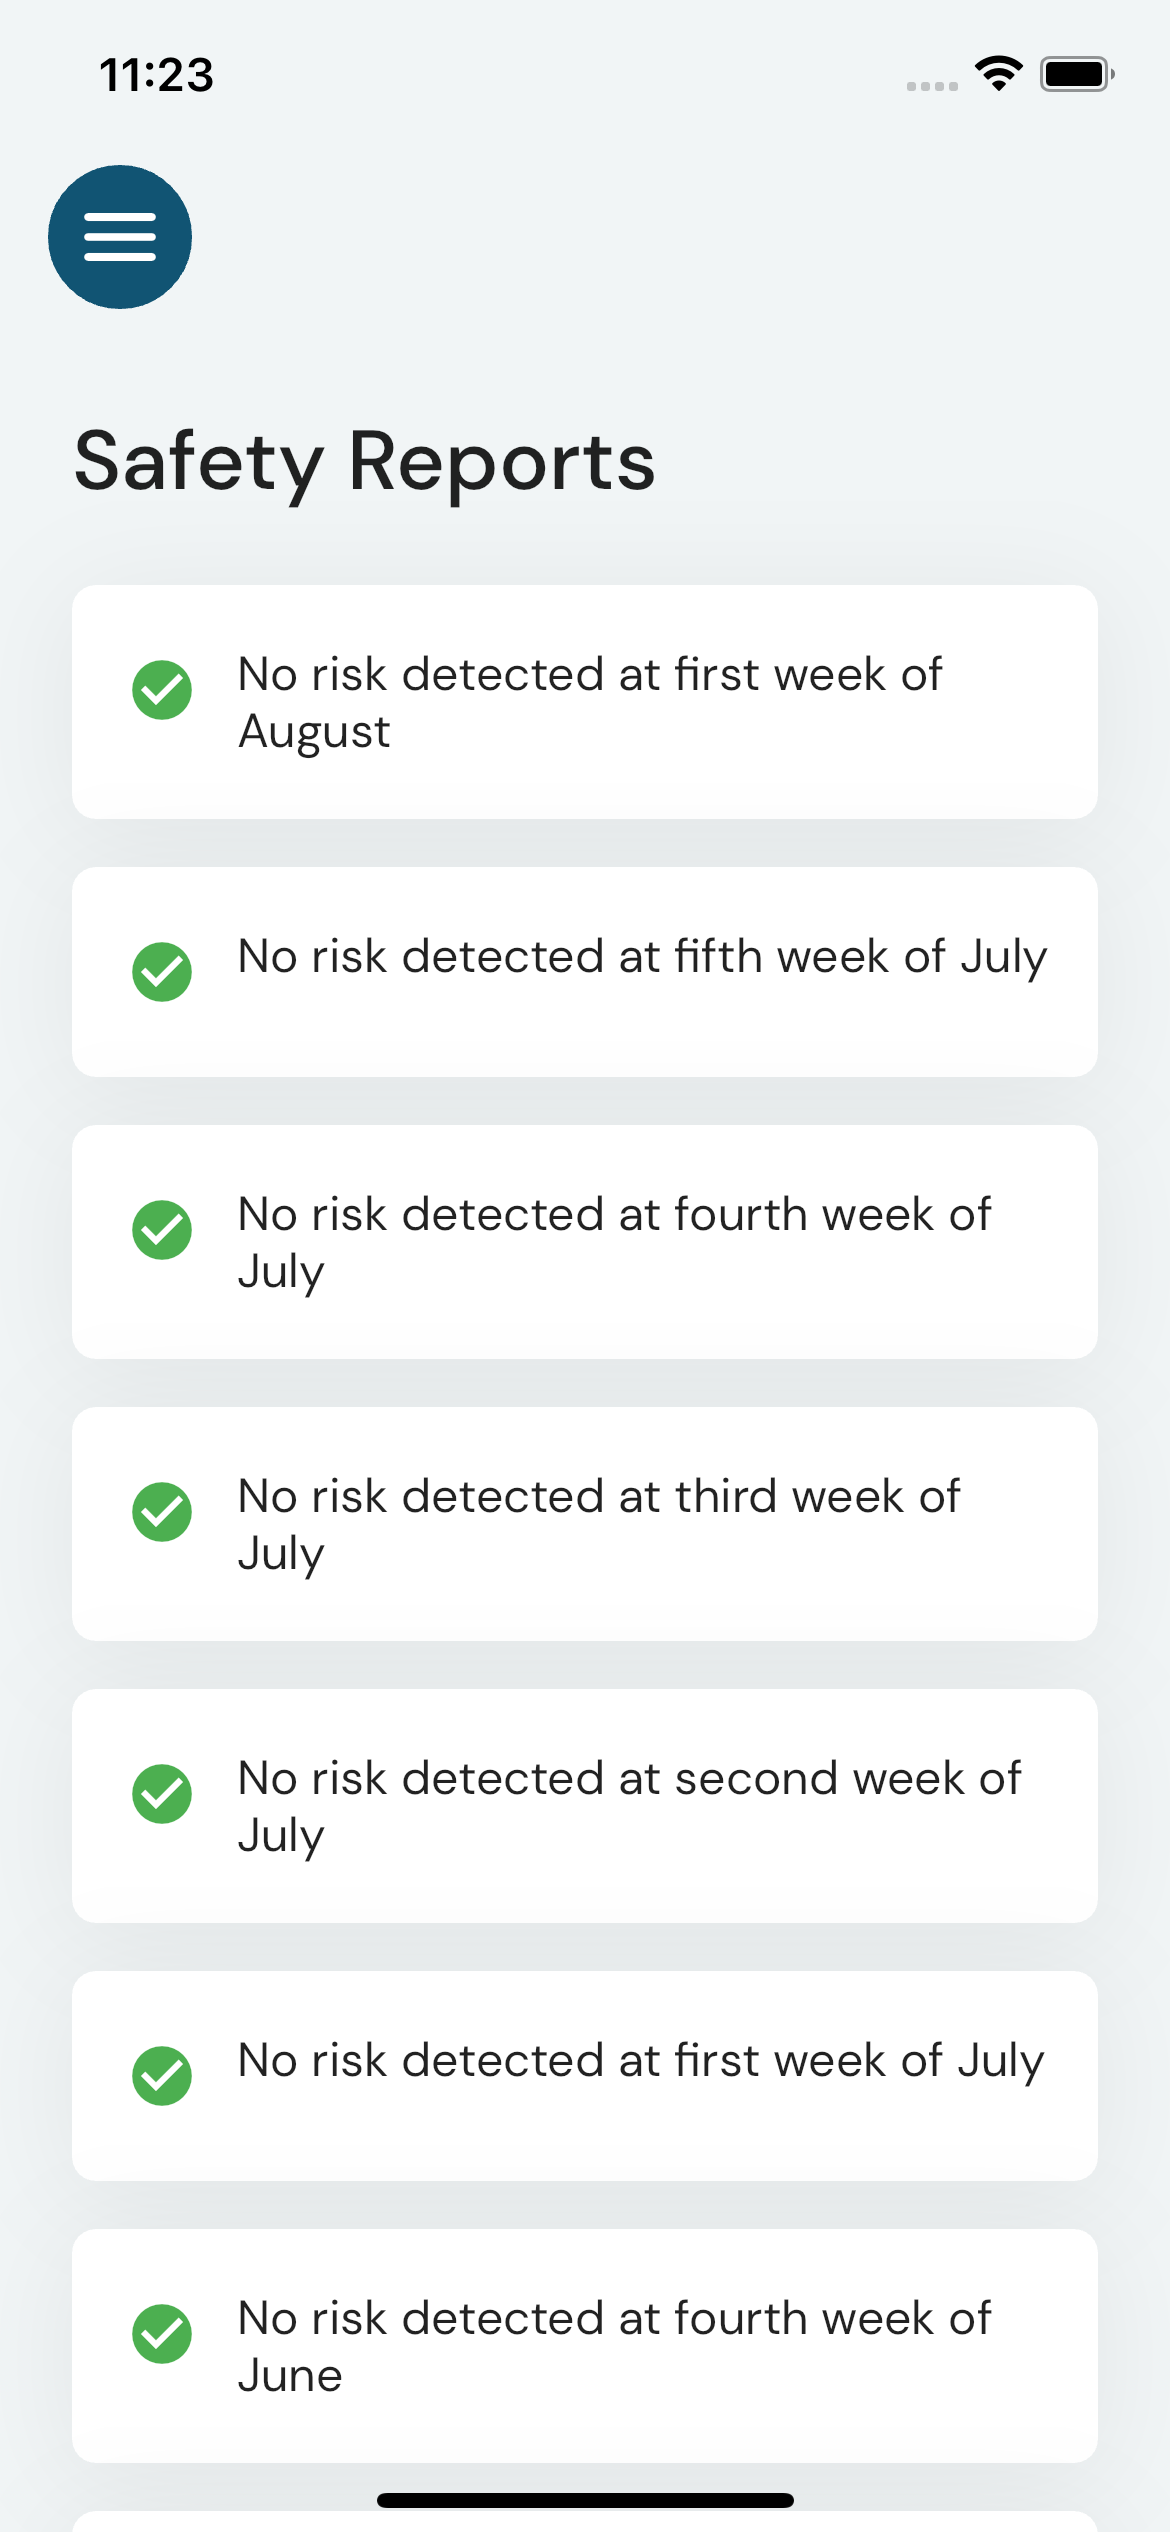 11:23
Safety Reports
No risk detected at first week of
August
No risk detected at fifth week of July
No risk detected at fourth week of
July
No risk detected at third week of
July
No risk detected at second week of
July
No risk detected at first week of July
No risk detected at fourth week of
June